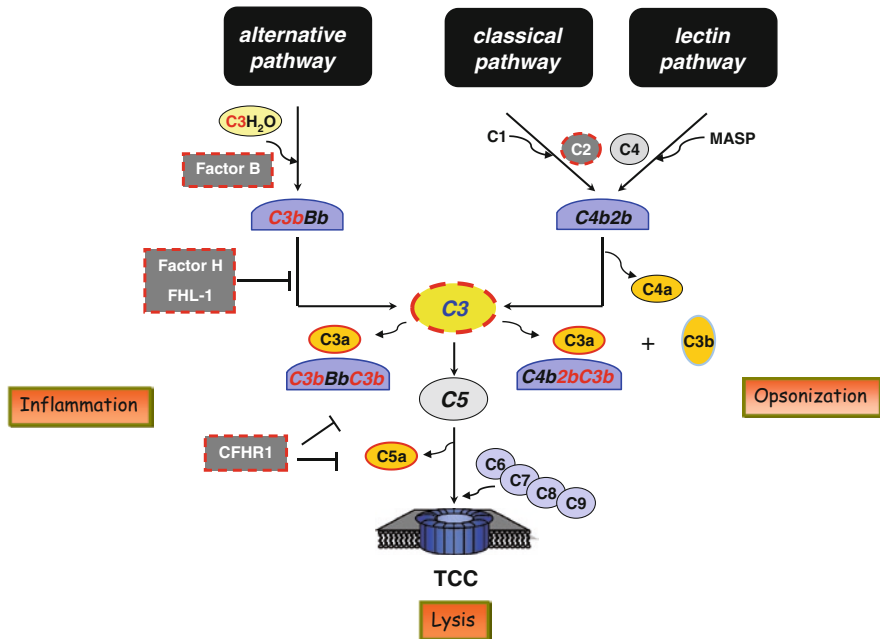 alternative
pathway
classical
pathway
lectin
pathway
C3H₂O
Factor B
C1
C2
C4
MASP
C3bBb
C4b2b
Factor H
FHL-1
C4a
C3
C3a
C3a
+
C3b
C3bBbC3b
C4b2bC3b
Inflammation
C5
Opsonization
CFHR1
C5a
C6
C7
C8
C9
TCC
Lysis